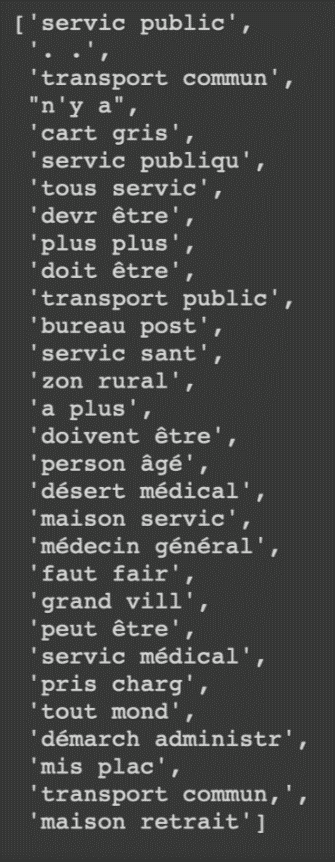 ['servic public',
'. .',
'transport commun',
"n'y a",
'cart gris',
'servic publiqu',
'tous servic',
'devr être',
'plus plus',
'doit être',
'transport public',
'bureau post',
'servic sant',
'zon rural',
'a plus',
'doivent être',
'person âgé',
'désert médical',
'maison servic',
'médecin général',
'faut fair',
'grand vill',
'peut être',
'servic médical',
'pris charg',
'tout mond',
'démarch administr',
'mis plac',
'transport commun,',
'maison retrait']